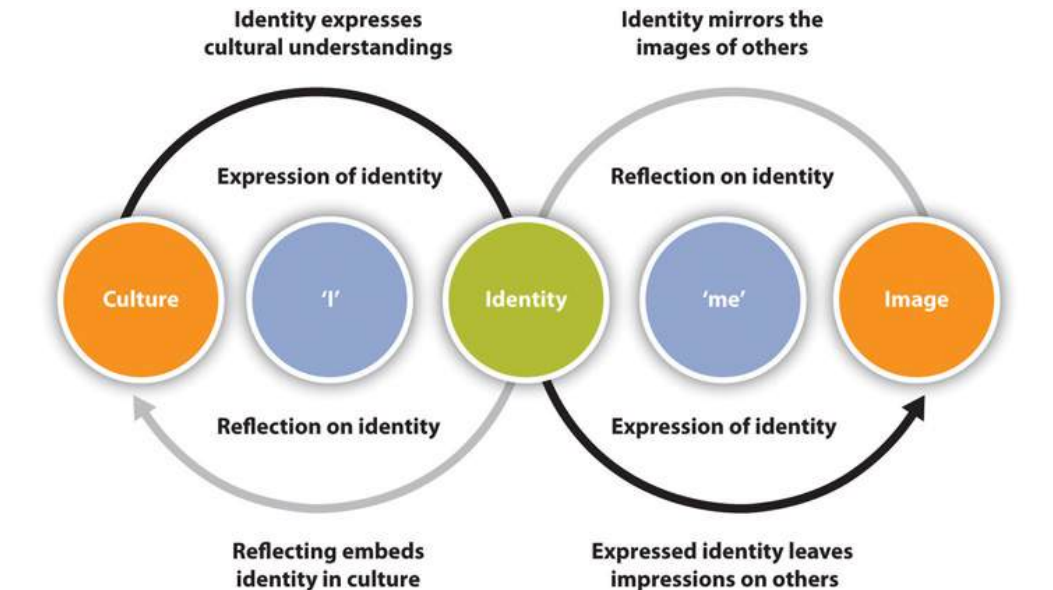 Identity expresses
cultural understandings
Identity mirrors the
images of others
Expression of identity
Reflection on identity
Culture
‘I’
Identity
‘me’
Image
Reflection on identity
Expression of identity
Reflecting embeds
identity in culture
Expressed identity leaves
impressions on others